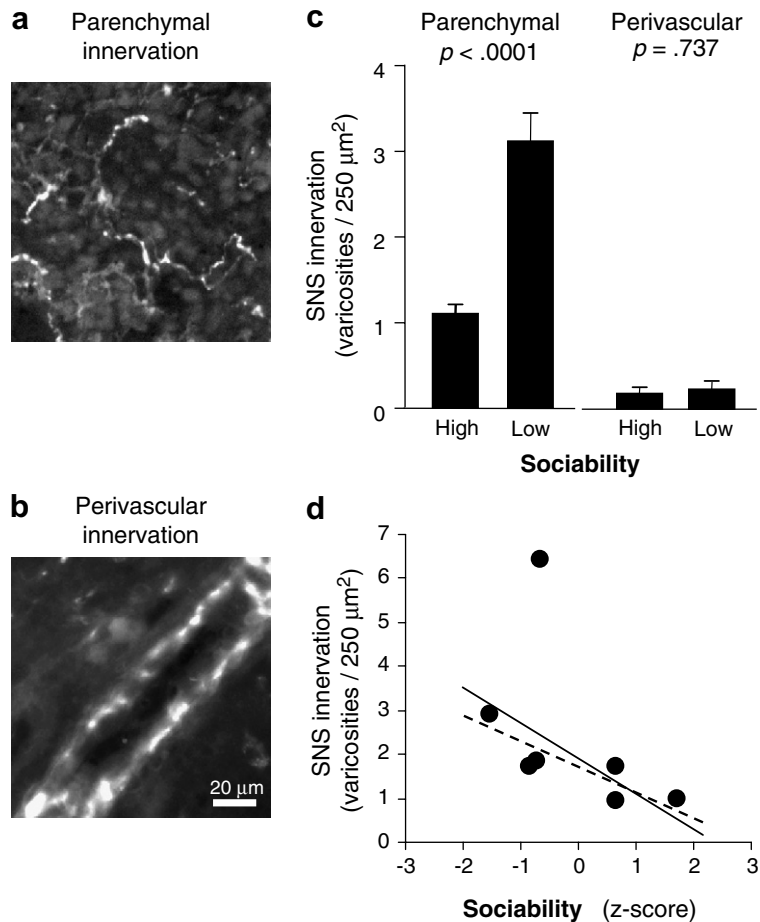 a
Parenchymal
innervation
b
Perivascular
innervation
20 μm
c
Parenchymal
p < .0001
Perivascular
p = .737
SNS innervation
(varicosities / 250 μm²)
4
3
2
1
0
High
Low
High
Low
Sociability
d
SNS innervation
(varicosities / 250 μm²)
7
6
5
4
3
2
1
0
-3
-2
-1
0
1
2
3
Sociability (z-score)